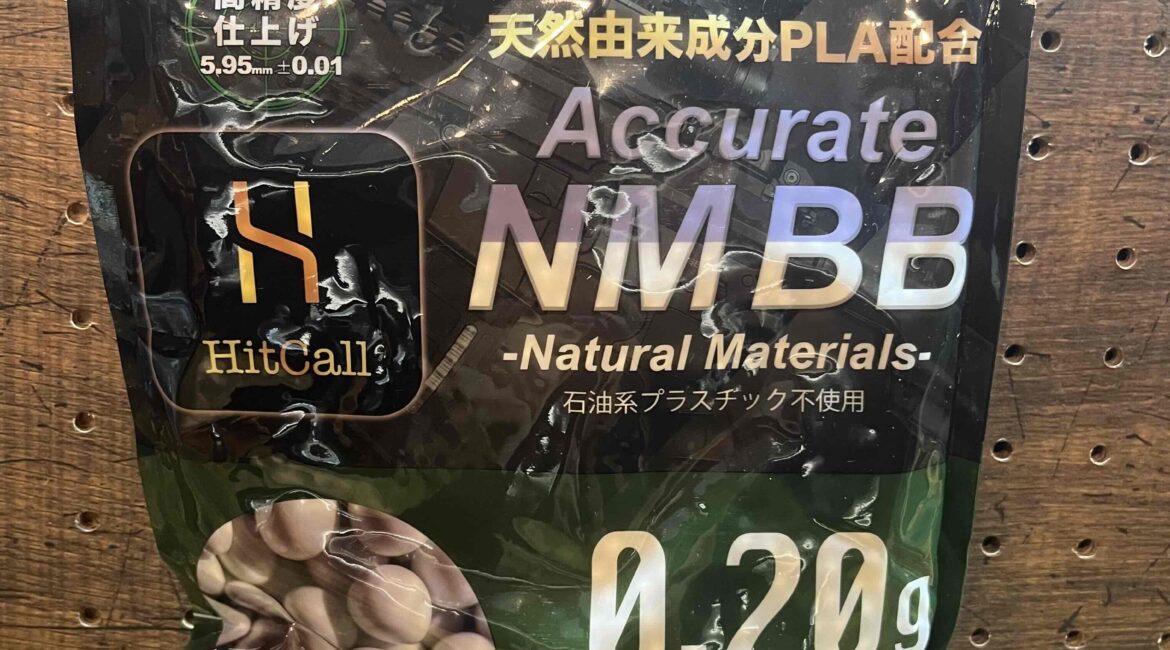 高精度
仕上げ
5.95mm ±0.01
天然由来成分PLA配合
Accurate
NM BB
-Natural Materials-
石油系プラスチック不使用
HitCall
0.20g